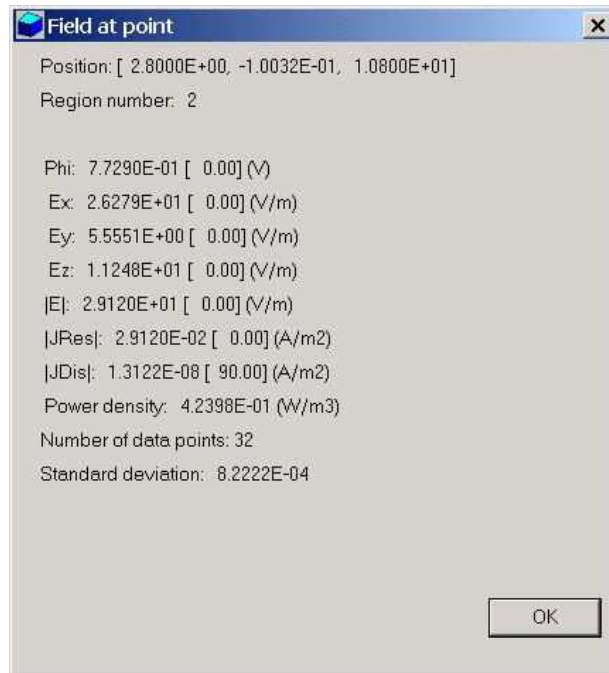 Field at point
Position: [ 2.8000E+00, -1.0032E-01, 1.0800E+01]
Region number: 2
Phi: 7.7290E-01 [ 0.00] (V)
Ex: 2.6279E+01 [ 0.00] (V/m)
Ey: 5.5551E+00 [ 0.00] (V/m)
Ez: 1.1248E+01 [ 0.00] (V/m)
|E|: 2.9120E+01 [ 0.00] (V/m)
|JRes|: 2.9120E-02 [ 0.00] (A/m2)
|JDis|: 1.3122E-08 [ 90.00] (A/m2)
Power density: 4.2398E-01 (W/m3)
Number of data points: 32
Standard deviation: 8.2222E-04
OK